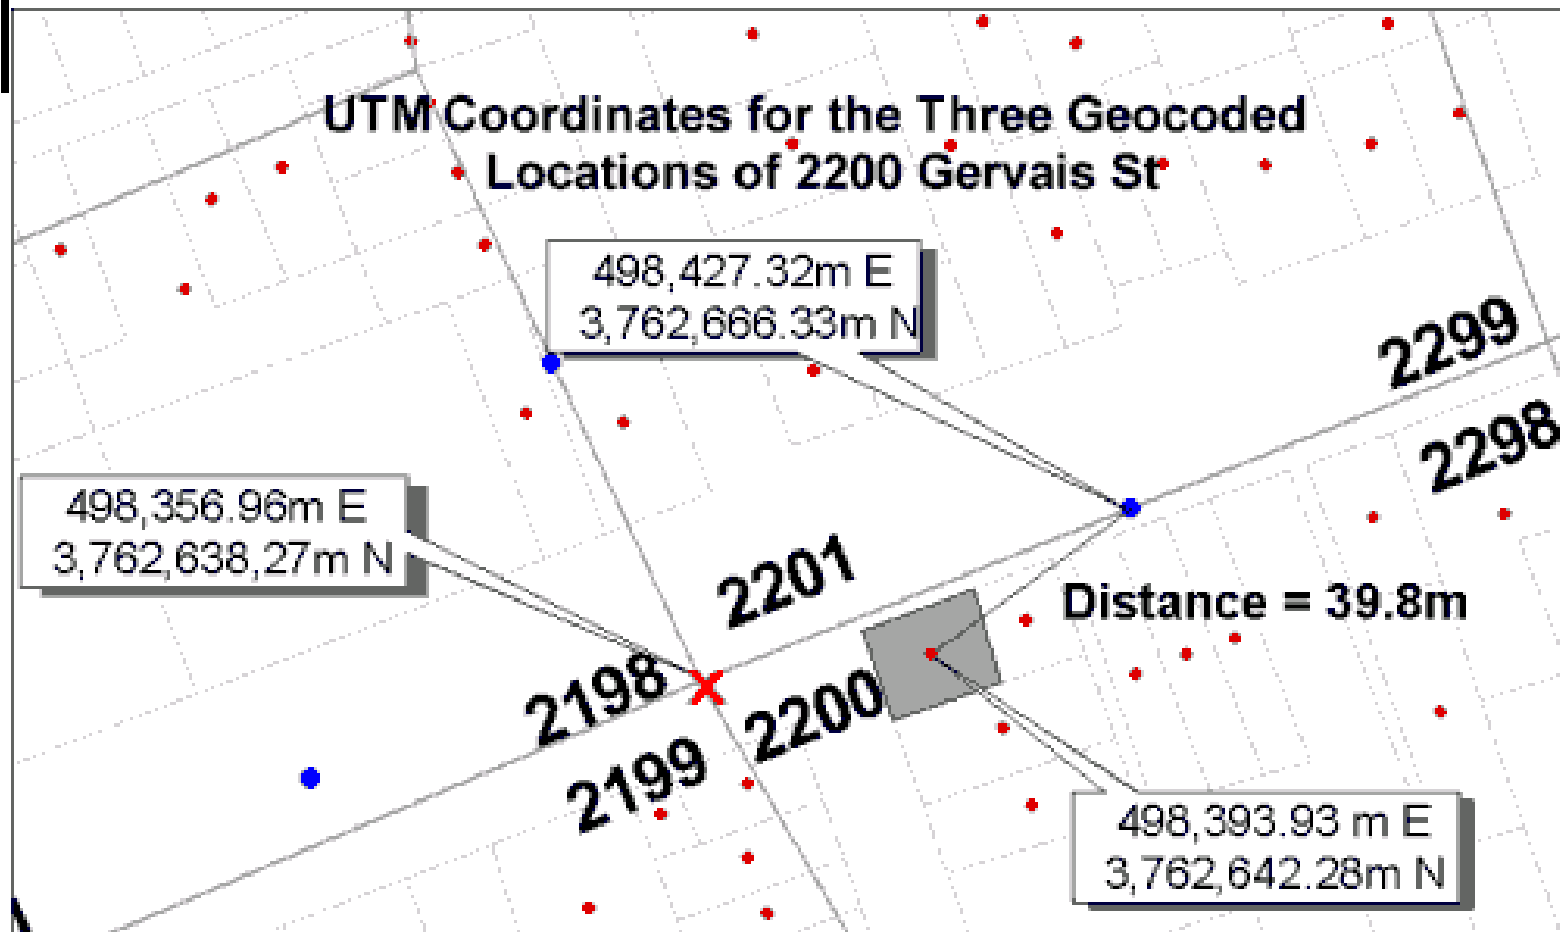 UTM Coordinates for the Three Geocoded
Locations of 2200 Gervais St
498,427.32m E
3,762,666.33m N
2299
2298
498,356.96m E
3,762,638,27m N
2201
Distance = 39.8m
2198
2200
2199
498,393.93 m E
3,762,642.28m N